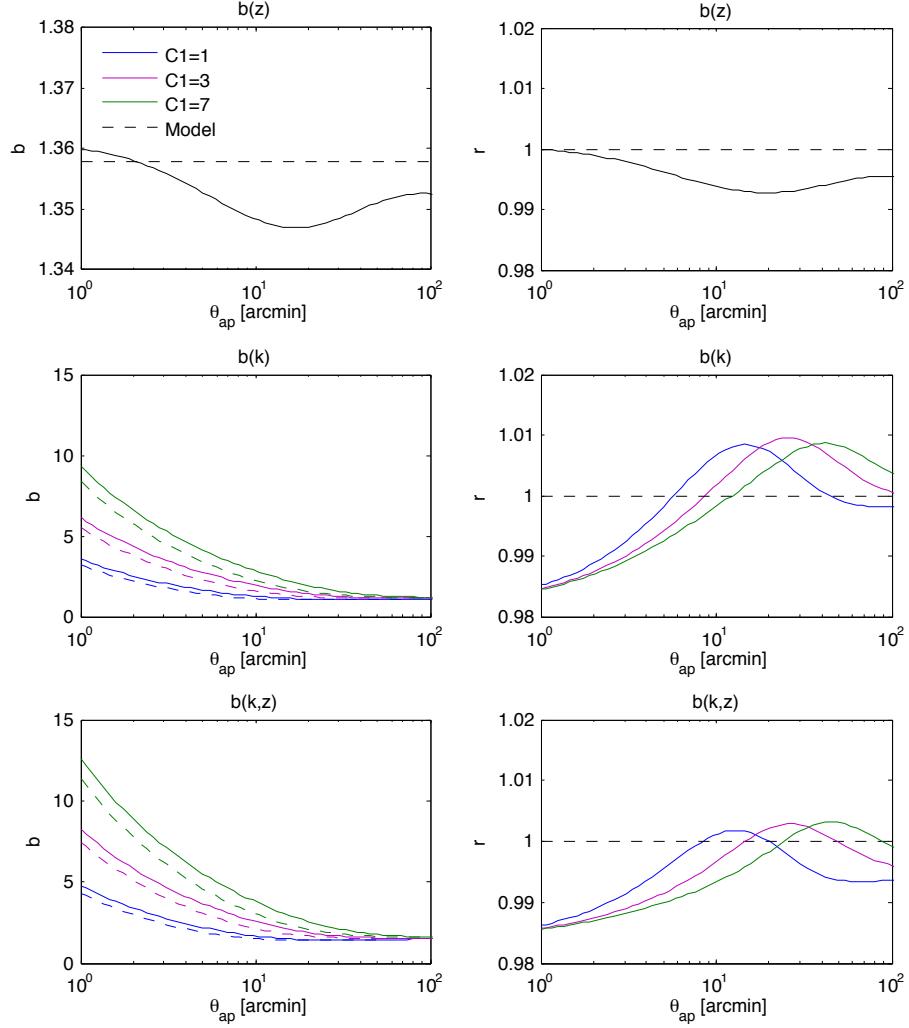 b(z)
1.38
1.37
1.36
1.35
1.34
b
C1=1
C1=3
C1=7
Model
10^0
10^1
10^2
θ_ap [arcmin]
b(z)
1.02
1.01
1
0.99
0.98
r
10^0
10^1
10^2
θ_ap [arcmin]
b(k)
15
10
5
0
b
10^0
10^1
10^2
θ_ap [arcmin]
b(k)
1.02
1.01
1
0.99
0.98
r
10^0
10^1
10^2
θ_ap [arcmin]
b(k,z)
15
10
5
0
b
10^0
10^1
10^2
θ_ap [arcmin]
b(k,z)
1.02
1.01
1
0.99
0.98
r
10^0
10^1
10^2
θ_ap [arcmin]